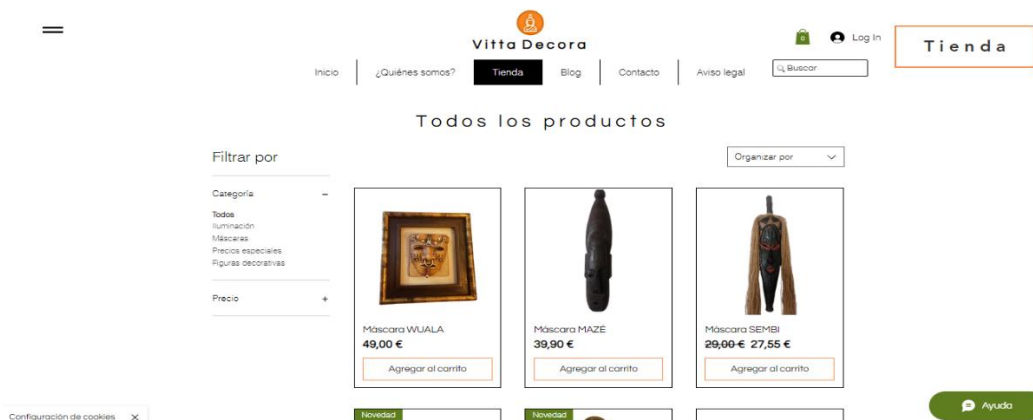 Vitta Decora
0
Log In
Tienda
Inicio
¿Quiénes somos?
Tienda
Blog
Contacto
Aviso legal
Buscar
Todos los productos
Filtrar por
Organizar por
Categoría
Todos
Iluminación
Máscaras
Precios especiales
Figuras decorativas
Precio
Máscara WUALA
49,00 €
Agregar al carrito
Máscara MAZÉ
39,90 €
Agregar al carrito
Máscara SEMBI
29,00 € 27,55 €
Agregar al carrito
Novedad
Novedad
Configuración de cookies X
Ayuda